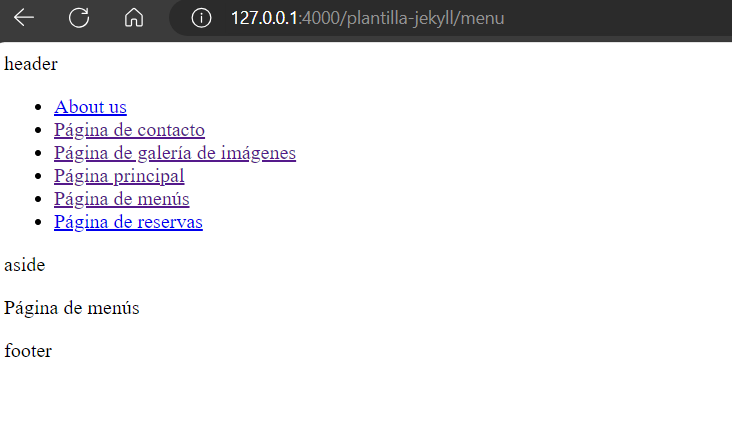 127.0.0.1:4000/plantilla-jekyll/menu
header
About us
Página de contacto
Página de galería de imágenes
Página principal
Página de menús
Página de reservas
aside
Página de menús
footer